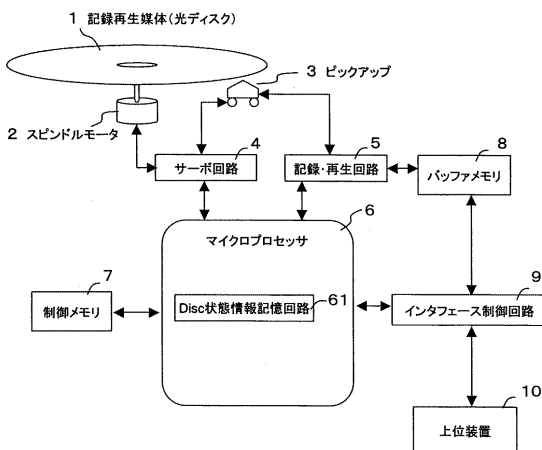 1 記録再生媒体(光ディスク)
3 ピックアップ
2 スピンドルモータ
4
サーボ回路
5
記録・再生回路
8
バッファメモリ
6
マイクロプロセッサ
7
制御メモリ
Disc状態情報記憶回路
61
9
インタフェース制御回路
10
上位装置